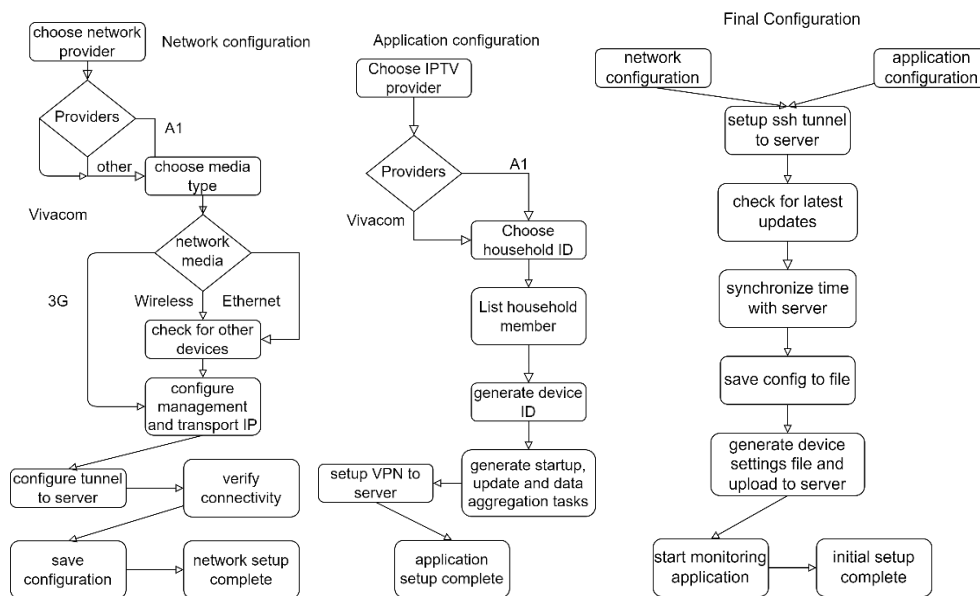 Network configuration
choose network
provider
Providers
A1
other
Vivacom
choose media
type
network
media
3G
Wireless
Ethernet
check for other
devices
configure
management
and transport IP
configure tunnel
to server
verify
connectivity
save
configuration
network setup
complete
Application configuration
Choose IPTV
provider
Providers
A1
Vivacom
Choose
household ID
List household
member
generate device
ID
generate startup,
update and data
aggregation tasks
setup VPN to
server
application
setup complete
Final Configuration
network
configuration
application
configuration
setup ssh tunnel
to server
check for latest
updates
synchronize time
with server
save config to file
generate device
settings file and
upload to server
start monitoring
application
initial setup
complete